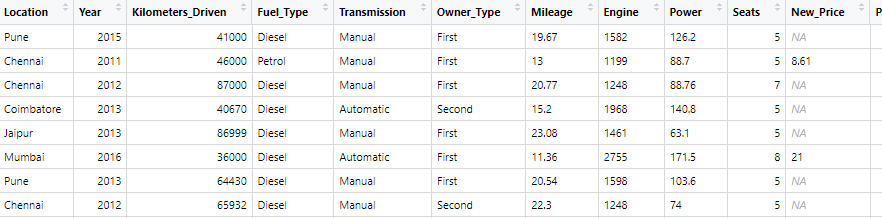 Location Year Kilometers_Driven Fuel_Type Transmission Owner_Type Mileage Engine Power Seats New_Price P
Pune 2015 41000 Diesel Manual First 19.67 1582 126.2 5 NA
Chennai 2011 46000 Petrol Manual First 13 1199 88.7 5 8.61
Chennai 2012 87000 Diesel Manual First 20.77 1248 88.76 7 NA
Coimbatore 2013 40670 Diesel Automatic Second 15.2 1968 140.8 5 NA
Jaipur 2013 86999 Diesel Manual First 23.08 1461 63.1 5 NA
Mumbai 2016 36000 Diesel Automatic First 11.36 2755 171.5 8 21
Pune 2013 64430 Diesel Manual First 20.54 1598 103.6 5 NA
Chennai 2012 65932 Diesel Manual Second 22.3 1248 74 5 NA